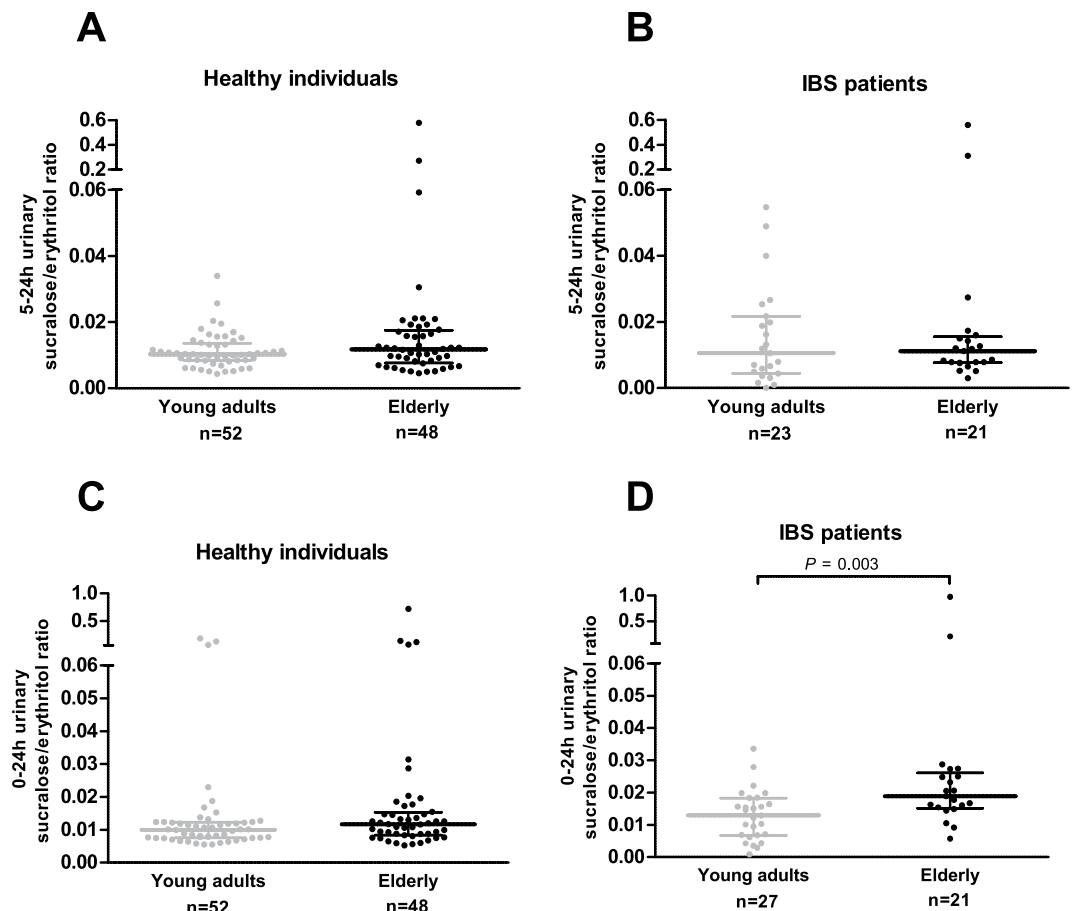 A
Healthy individuals
5-24h urinary
sucralose/erythritol ratio
0.6
0.4
0.2
0.06
0.04
0.02
0.00
Young adults
n=52
Elderly
n=48
B
IBS patients
5-24h urinary
sucralose/erythritol ratio
0.6
0.4
0.2
0.06
0.04
0.02
0.00
Young adults
n=23
Elderly
n=21
C
Healthy individuals
0-24h urinary
sucralose/erythritol ratio
1.0
0.5
0.06
0.05
0.04
0.03
0.02
0.01
0.00
Young adults
n=52
Elderly
n=48
D
IBS patients
P = 0.003
0-24h urinary
sucralose/erythritol ratio
1.0
0.5
0.06
0.05
0.04
0.03
0.02
0.01
0.00
Young adults
n=27
Elderly
n=21